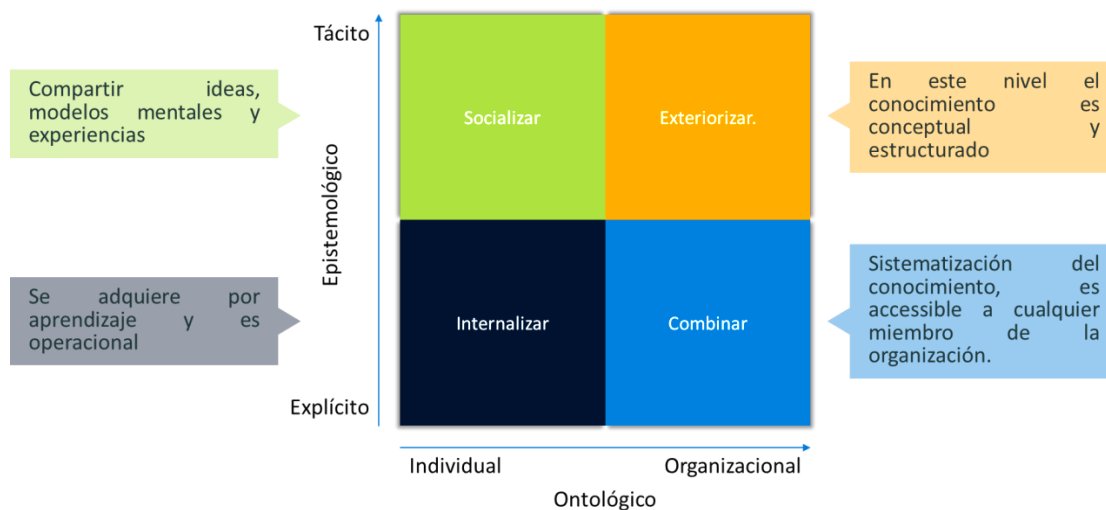 Tácito
Compartir ideas,
modelos mentales y
experiencias
Socializar
Exteriorizar.
En este nivel el
conocimiento es
conceptual y
estructurado
Epistemológico
Se adquiere por
aprendizaje y es
operacional
Internalizar
Combinar
Sistematización del
conocimiento, es
accessible a cualquier
miembro de la
organización.
Explícito
Individual
Organizacional
Ontológico